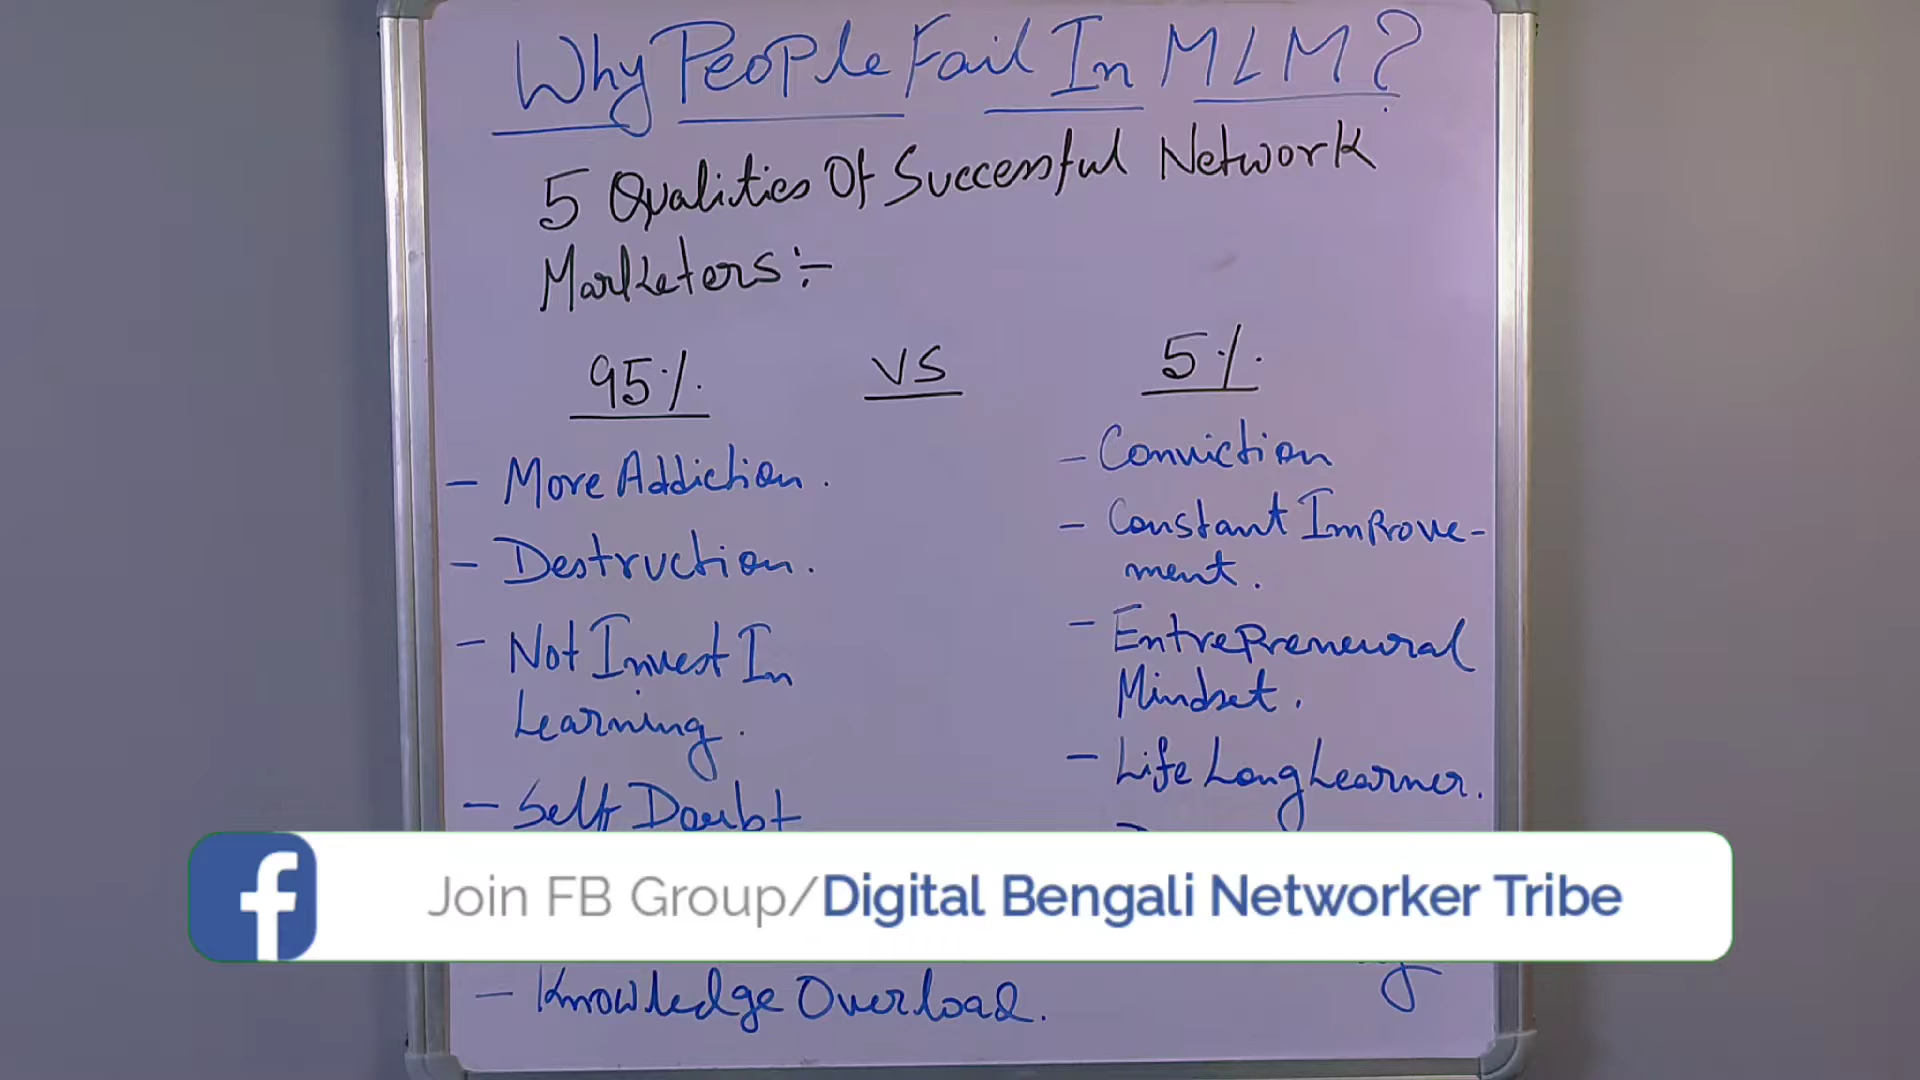 Why People Fail In MLM?
5 Qualities Of Successful Network
Marketers:-
95% VS 5%
- More Addiction.
- Destruction.
- Not Invest In
Learning.
- Self Doubt
- Knowledge Overload.
- Conviction
- Constant Improve-
ment.
- Entrepreneural
Mindset.
- Life Long Learner.
Join FB Group/Digital Bengali Networker Tribe